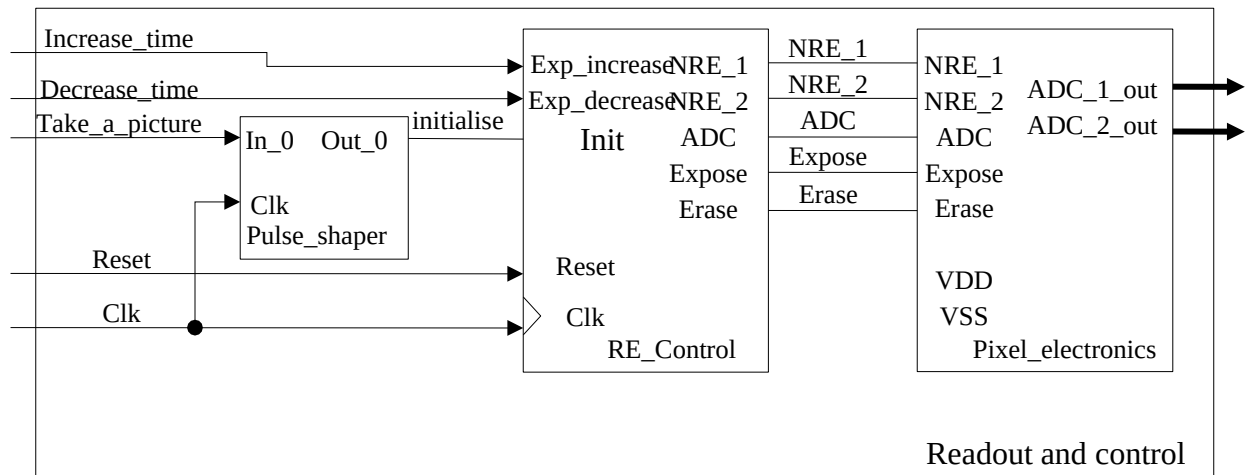 Increase_time
Decrease_time
Take_a_picture
initialise
In_0 Out_0
Clk
Pulse_shaper
Reset
Clk
Exp_increase NRE_1
Exp_decrease NRE_2
Init ADC
Expose
Erase
Reset
Clk
RE_Control
NRE_1
NRE_2
ADC
Expose
Erase
NRE_1
NRE_2
ADC
Expose
Erase
ADC_1_out
ADC_2_out
VDD
VSS
Pixel_electronics
Readout and control